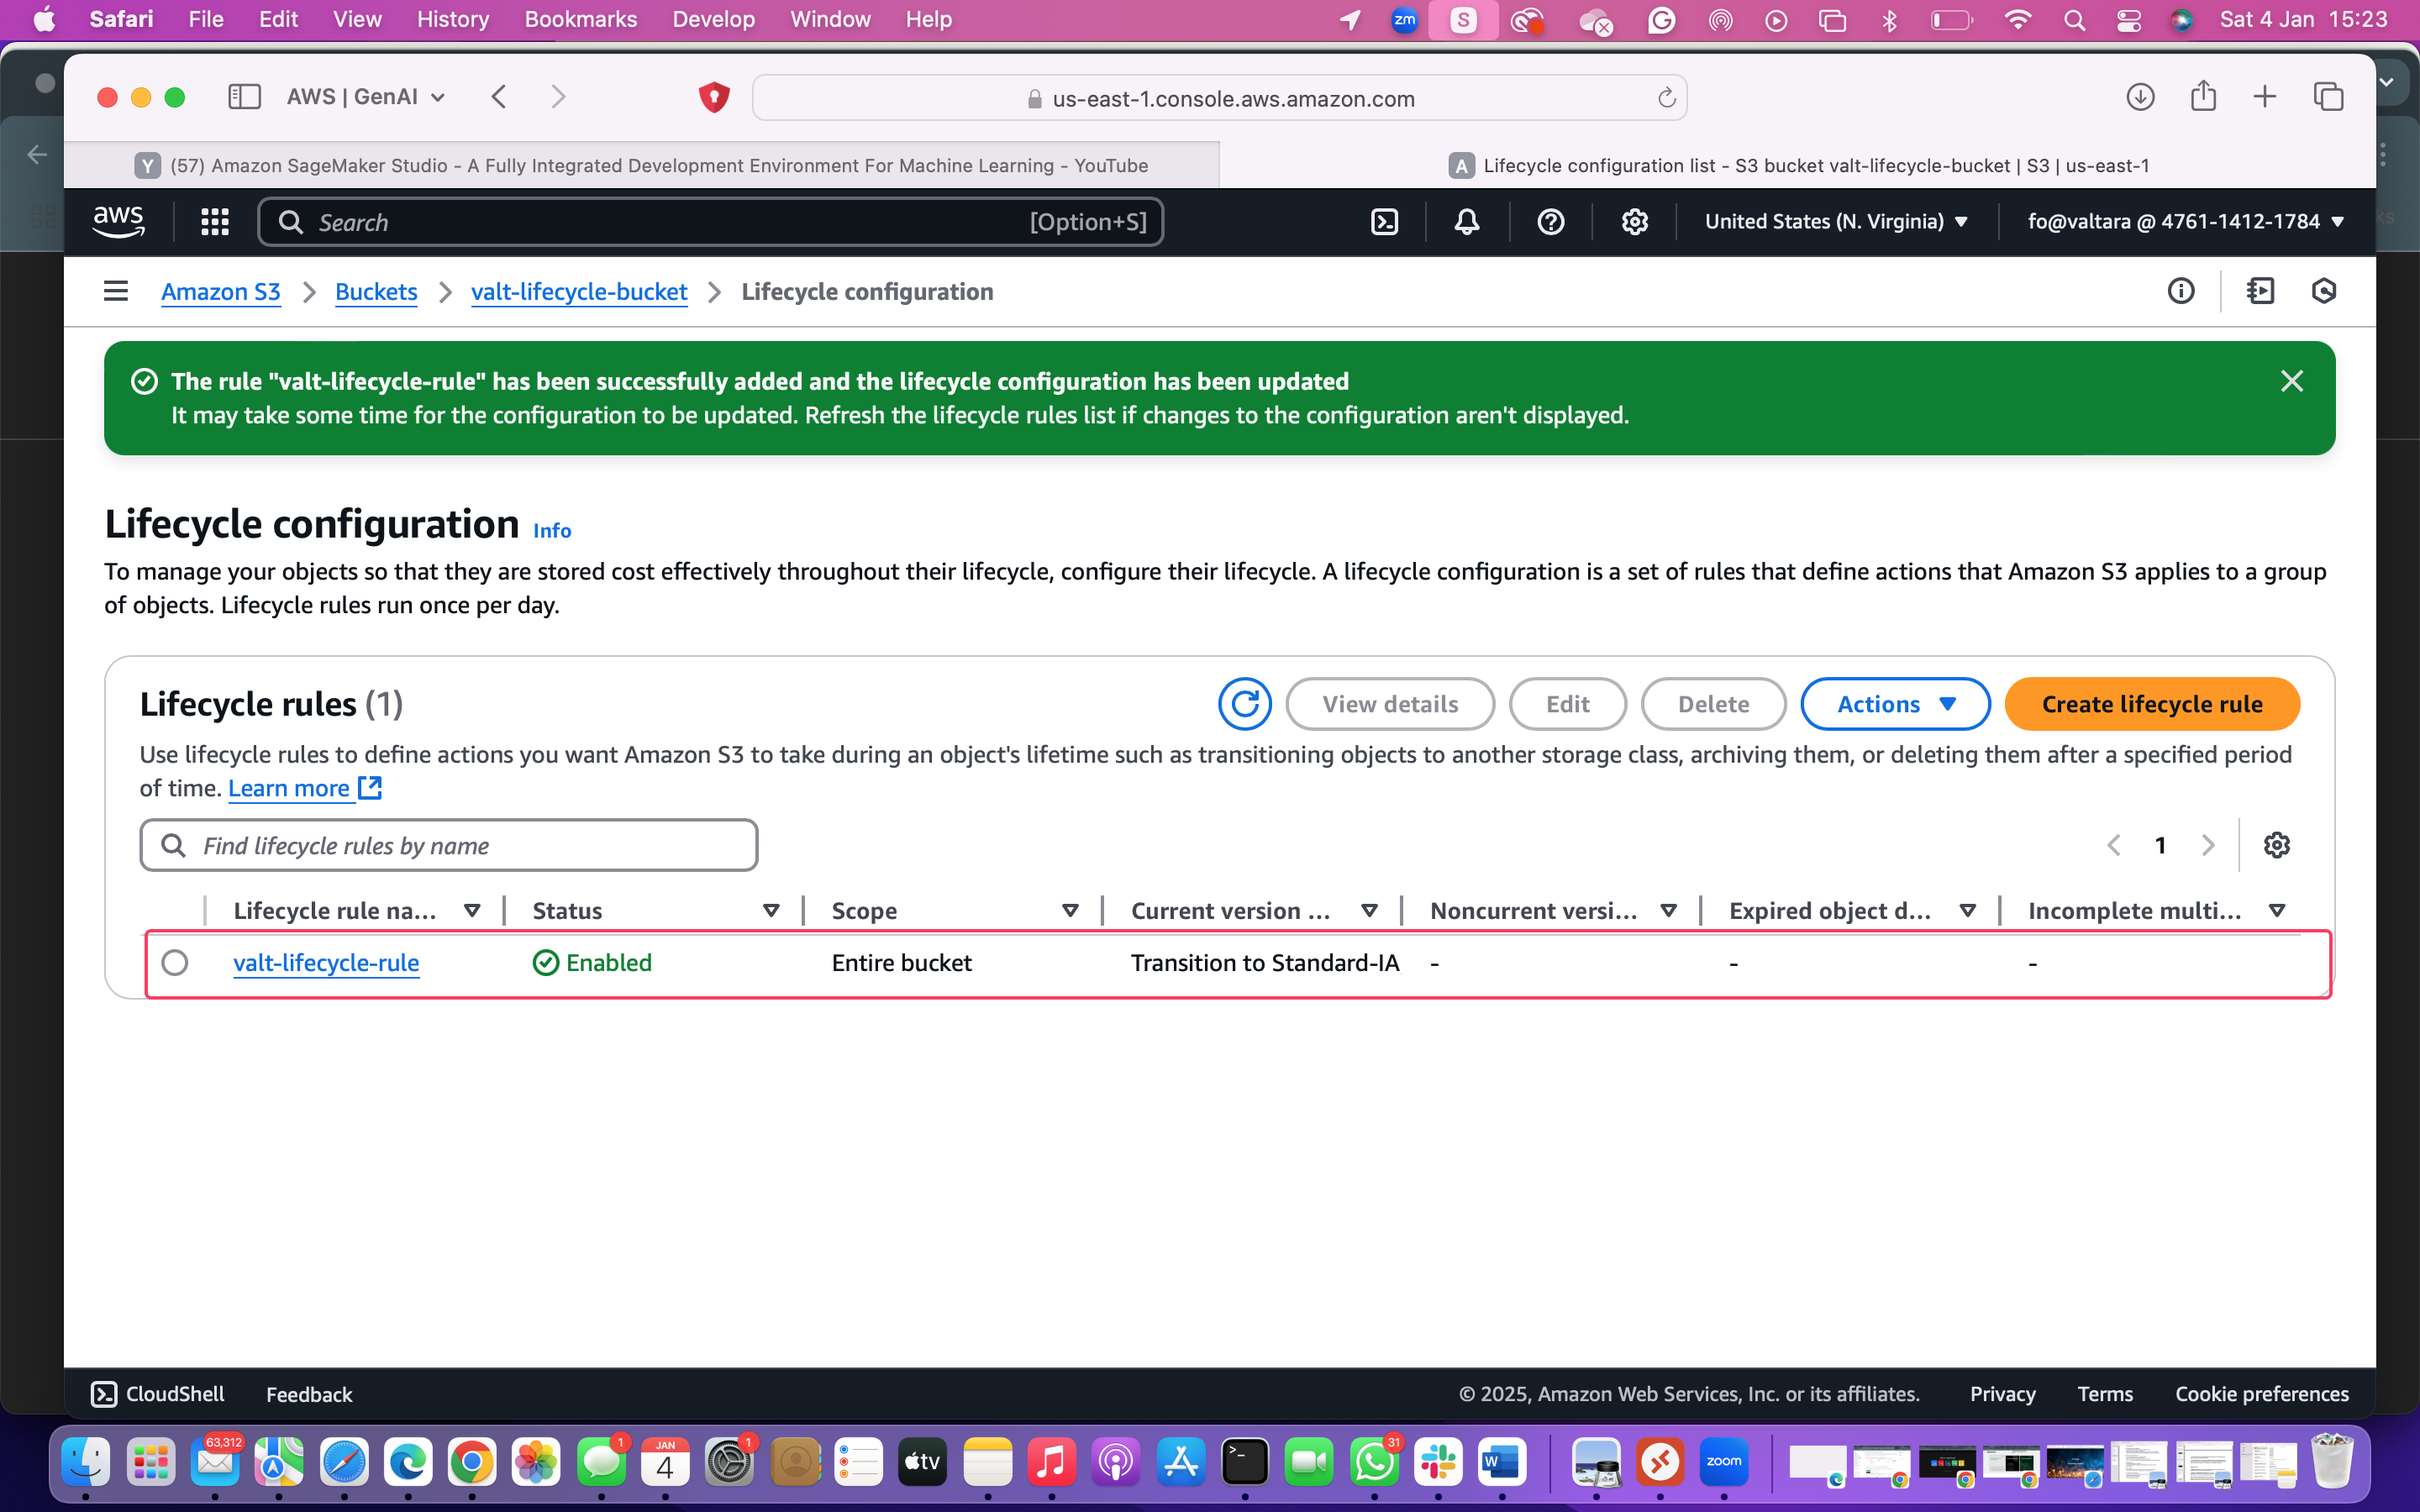 Safari File Edit View History Bookmarks Develop Window Help zm S Sat 4 Jan 15:23
AWS | GenAI us-east-1.console.aws.amazon.com
Y (57) Amazon SageMaker Studio - A Fully Integrated Development Environment For Machine Learning - YouTube A Lifecycle configuration list - S3 bucket valt-lifecycle-bucket | S3 | us-east-1
aws Search [Option+S] United States (N. Virginia) fo@valtara @ 4761-1412-1784
Amazon S3 Buckets valt-lifecycle-bucket Lifecycle configuration
The rule "valt-lifecycle-rule" has been successfully added and the lifecycle configuration has been updated
It may take some time for the configuration to be updated. Refresh the lifecycle rules list if changes to the configuration aren't displayed.
Lifecycle configuration Info
To manage your objects so that they are stored cost effectively throughout their lifecycle, configure their lifecycle. A lifecycle configuration is a set of rules that define actions that Amazon S3 applies to a group
of objects. Lifecycle rules run once per day.
Lifecycle rules (1) View details Edit Delete Actions Create lifecycle rule
Use lifecycle rules to define actions you want Amazon S3 to take during an object's lifetime such as transitioning objects to another storage class, archiving them, or deleting them after a specified period
of time. Learn more
Find lifecycle rules by name 1
Lifecycle rule na... Status Scope Current version ... Noncurrent versi... Expired object d... Incomplete multi...
valt-lifecycle-rule Enabled Entire bucket Transition to Standard-IA - - -
CloudShell Feedback © 2025, Amazon Web Services, Inc. or its affiliates. Privacy Terms Cookie preferences
63,312 1 JAN 4 1 tv 31 W zoom